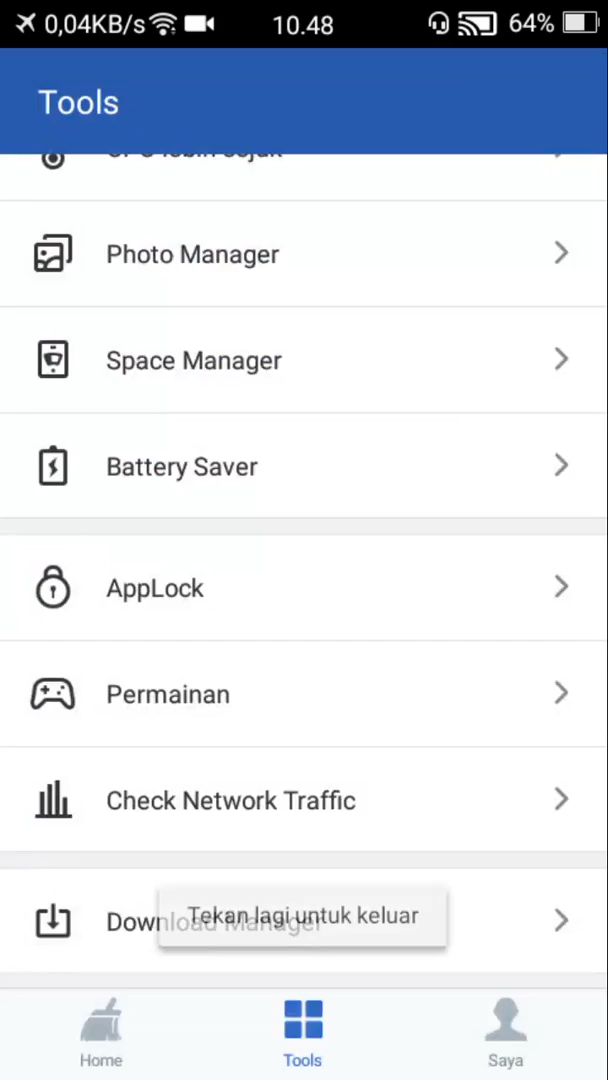 0,04KB/s
10.48
64%
Tools
Photo Manager
Space Manager
Battery Saver
AppLock
Permainan
Check Network Traffic
Download Manager
Tekan lagi untuk keluar
Home
Tools
Saya